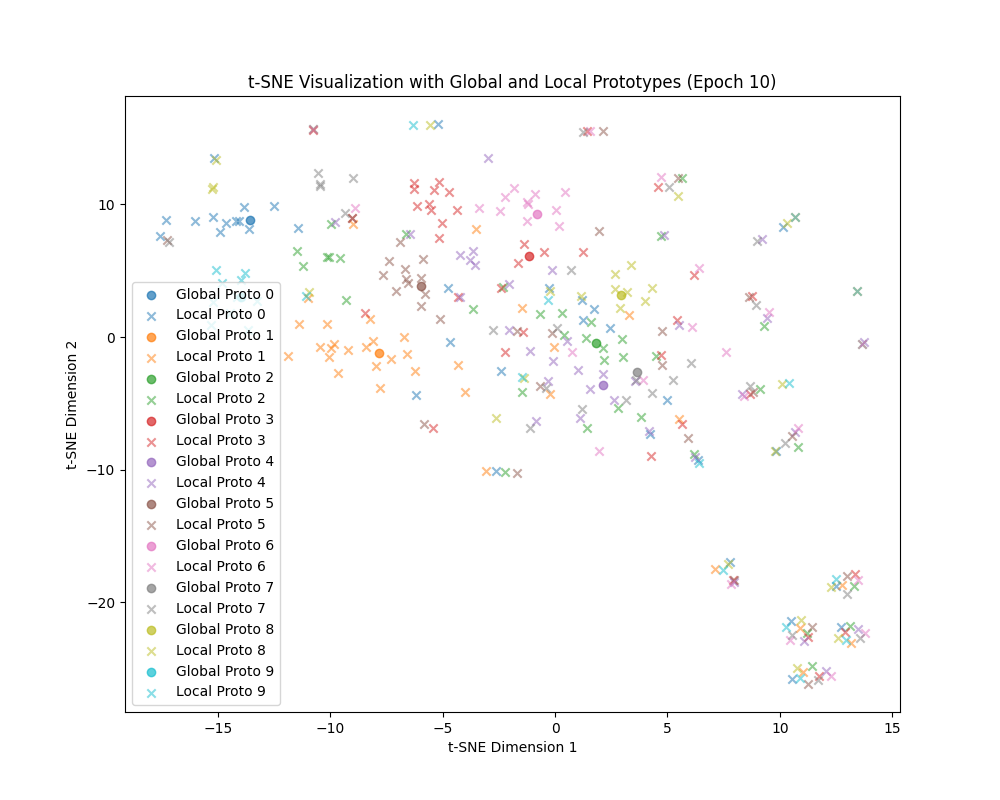 t-SNE Visualization with Global and Local Prototypes (Epoch 10)
t-SNE Dimension 2
10
0
−10
−20
Global Proto 0
Local Proto 0
Global Proto 1
Local Proto 1
Global Proto 2
Local Proto 2
Global Proto 3
Local Proto 3
Global Proto 4
Local Proto 4
Global Proto 5
Local Proto 5
Global Proto 6
Local Proto 6
Global Proto 7
Local Proto 7
Global Proto 8
Local Proto 8
Global Proto 9
Local Proto 9
−15 −10 −5 0 5 10 15
t-SNE Dimension 1